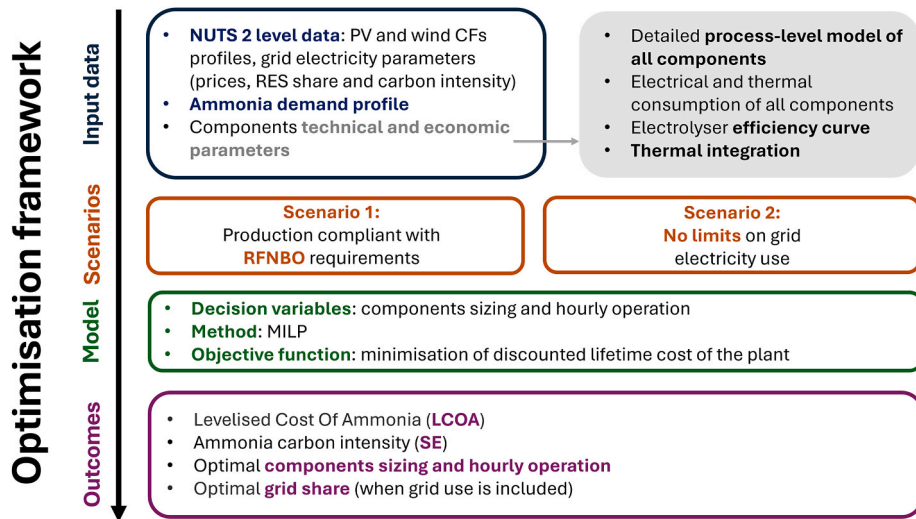 Optimisation framework
Input data
• NUTS 2 level data: PV and wind CFs
profiles, grid electricity parameters
(prices, RES share and carbon intensity)
• Ammonia demand profile
• Components technical and economic
parameters
• Detailed process-level model of
all components
• Electrical and thermal
consumption of all components
• Electrolyser efficiency curve
• Thermal integration
Scenarios
Scenario 1:
Production compliant with
RFNBO requirements
Scenario 2:
No limits on grid
electricity use
Model
• Decision variables: components sizing and hourly operation
• Method: MILP
• Objective function: minimisation of discounted lifetime cost of the plant
Outcomes
• Levelised Cost Of Ammonia (LCOA)
• Ammonia carbon intensity (SE)
• Optimal components sizing and hourly operation
• Optimal grid share (when grid use is included)